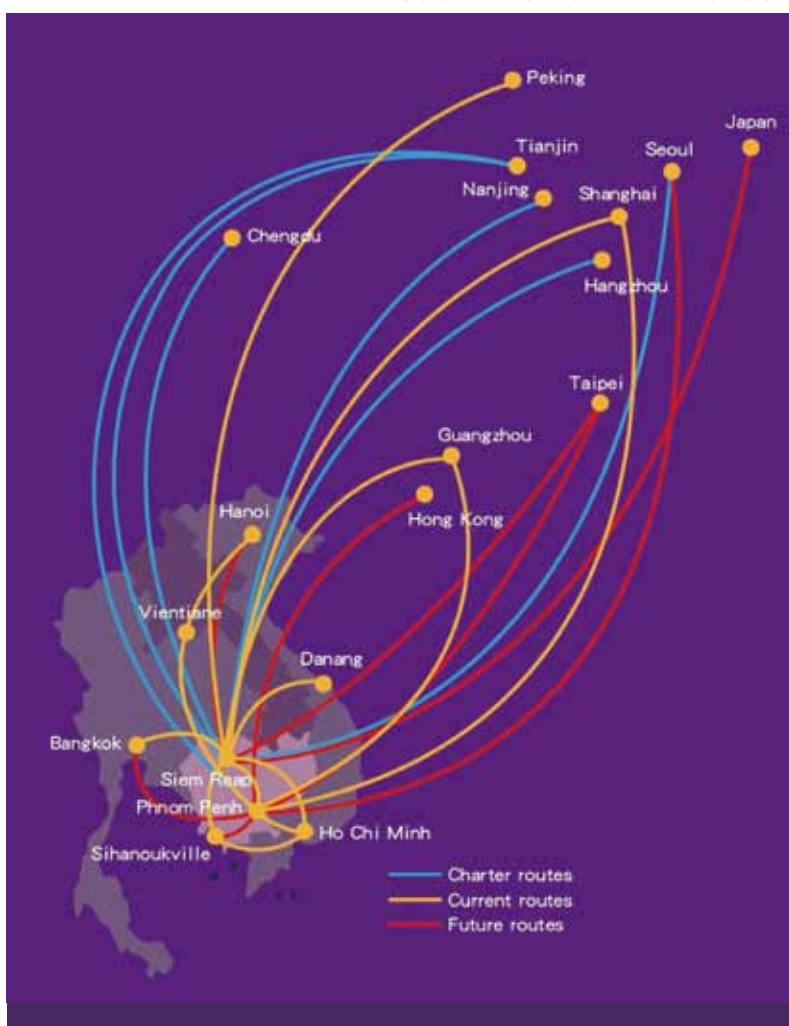 Peking
Japan
Tianjin
Seoul
Nanjing
Shanghai
Chengdu
Hangzhou
Taipei
Guangzhou
Hong Kong
Hanoi
Vientiane
Danang
Bangkok
Siem Reap
Phnom Penh
Ho Chi Minh
Sihanoukville
Charter routes
Current routes
Future routes